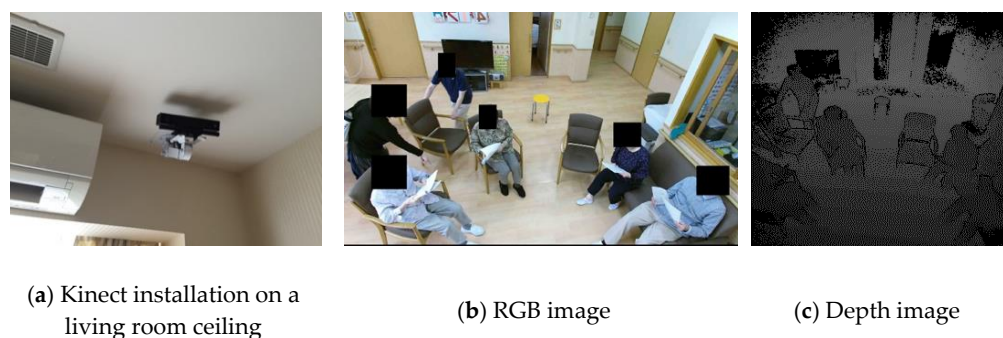 (a) Kinect installation on a
living room ceiling
(b) RGB image
(c) Depth image